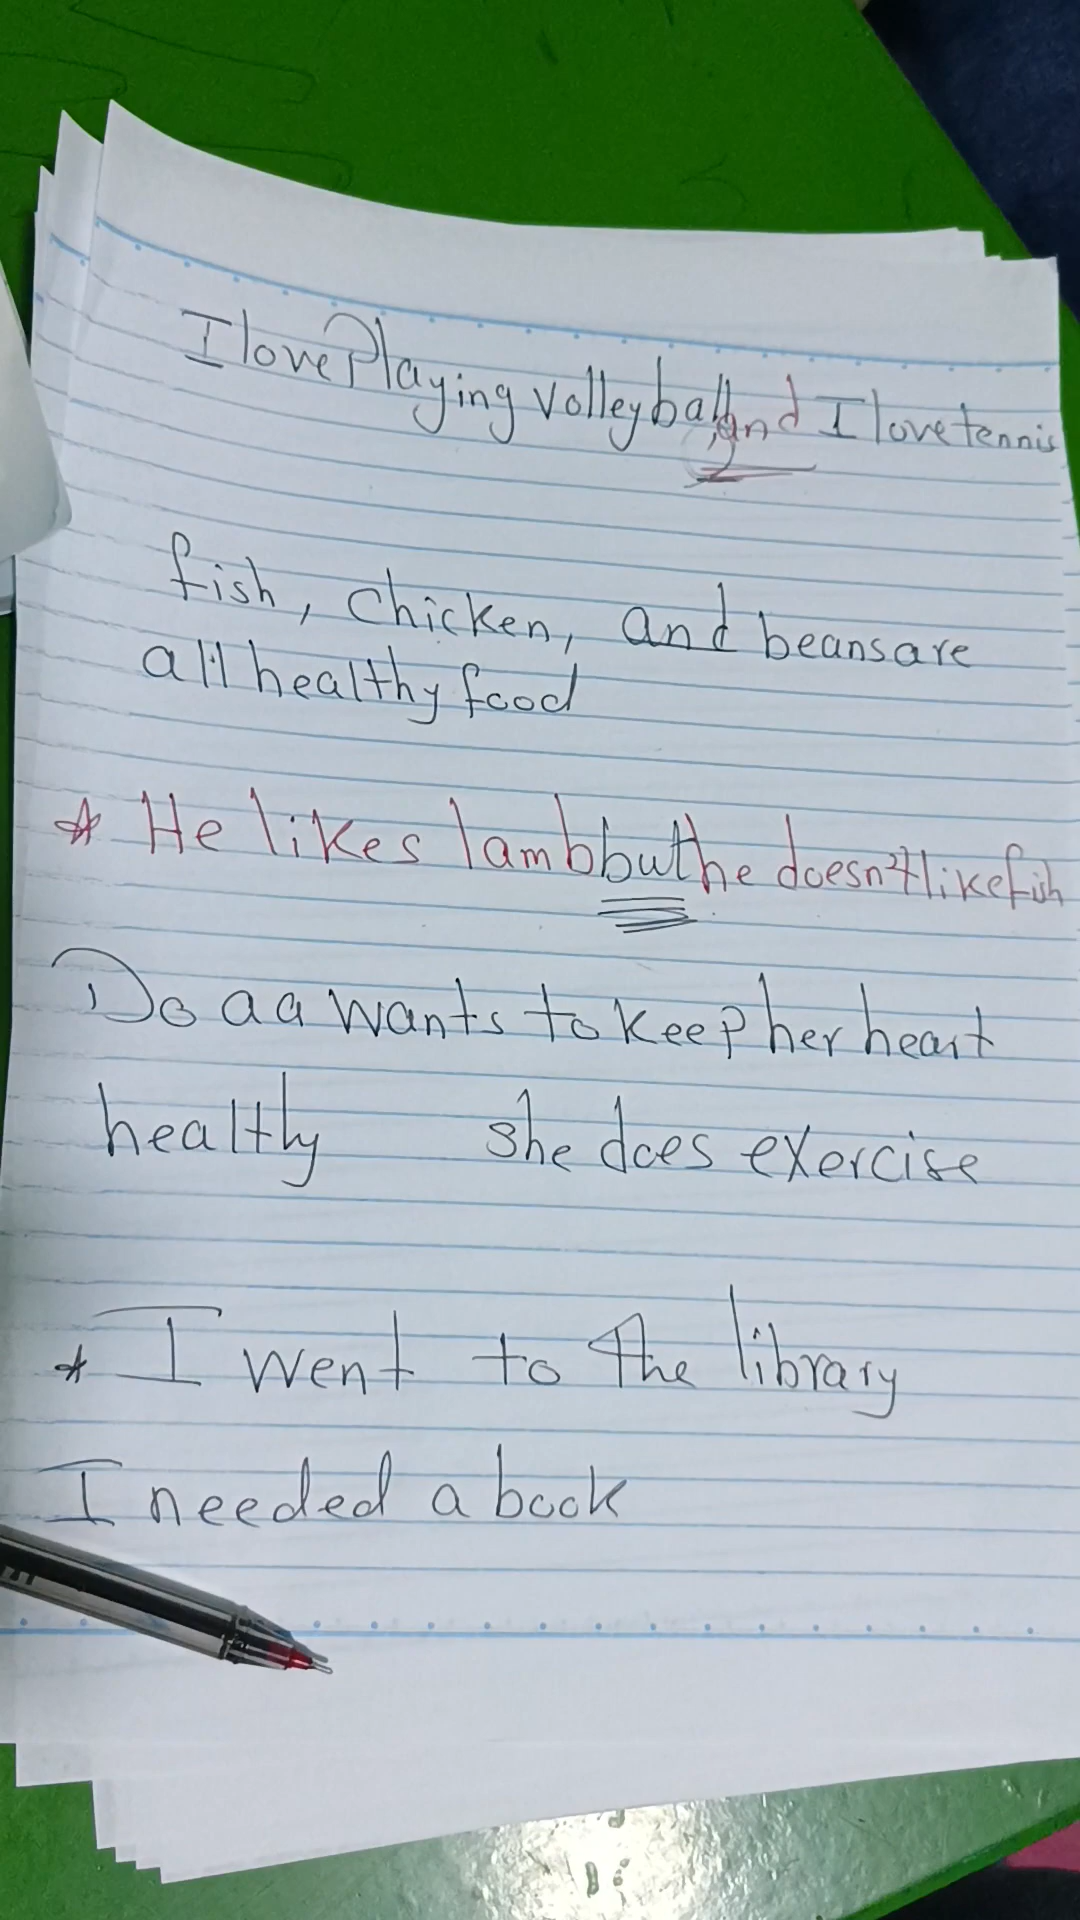 I love Playing volleyball, and I love tennis
fish, chicken, and beans are
all healthy food
* He likes lamb but he doesn't like fish
Doaa wants to keep her heart
healthy she does exercise
* I went to the library
I needed a book